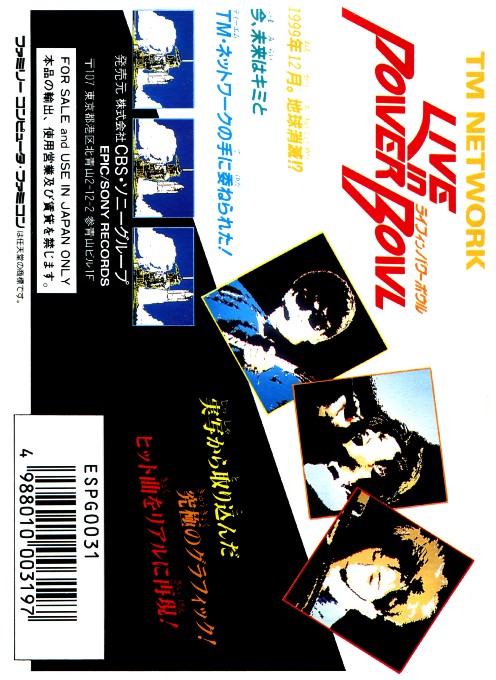 TM NETWORK
LIVE
in
POWER BOWL
ライブ イン パワーボウル
1999年12月。地球消滅!?
今、未来はキミと
TM・ネットワークの手に委ねられた!
実写から取り込んだ
究極のグラフィック!
ヒット曲をリアルに再現!
発売元 株式会社 CBS・ソニーグループ
EPIC/SONY RECORDS
〒107 東京都港区北青山2-12-2 参青山ビル1F
FOR SALE and USE IN JAPAN ONLY
本品の輸出、使用営業及び賃貸を禁じます。
ファミリー コンピュータ・ファミコンは任天堂の商標です。
ESPG0031
4 988010 003197